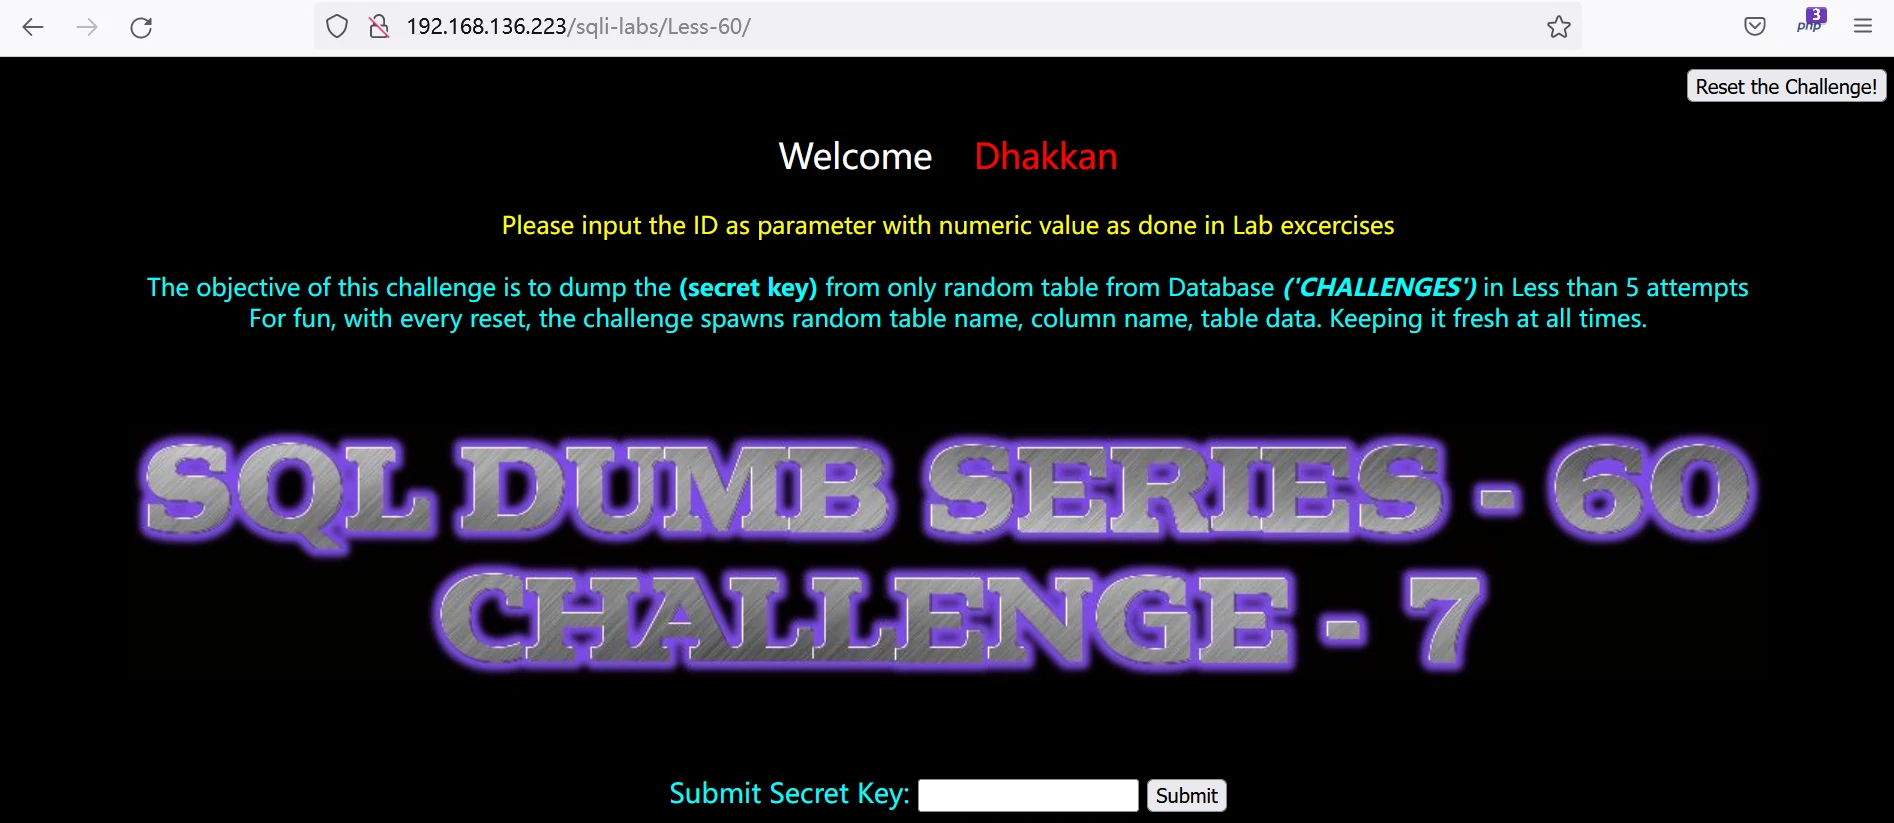 192.168.136.223/sqli-labs/Less-60/
3
php
Reset the Challenge!
Welcome Dhakkan
Please input the ID as parameter with numeric value as done in Lab excercises
The objective of this challenge is to dump the (secret key) from only random table from Database ('CHALLENGES') in Less than 5 attempts
For fun, with every reset, the challenge spawns random table name, column name, table data. Keeping it fresh at all times.
SQL DUMB SERIES - 60
CHALLENGE - 7
Submit Secret Key: Submit